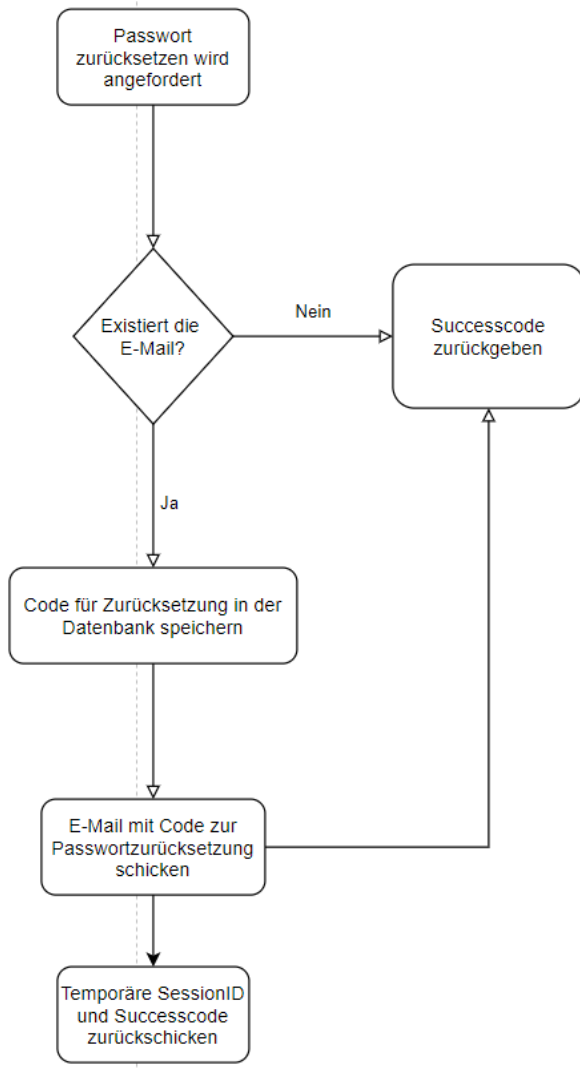 Passwort
zurücksetzen wird
angefordert
Existiert die
E-Mail?
Nein
Successcode
zurückgeben
Ja
Code für Zurücksetzung in der
Datenbank speichern
E-Mail mit Code zur
Passwortzurücksetzung
schicken
Temporäre SessionID
und Successcode
zurückschicken